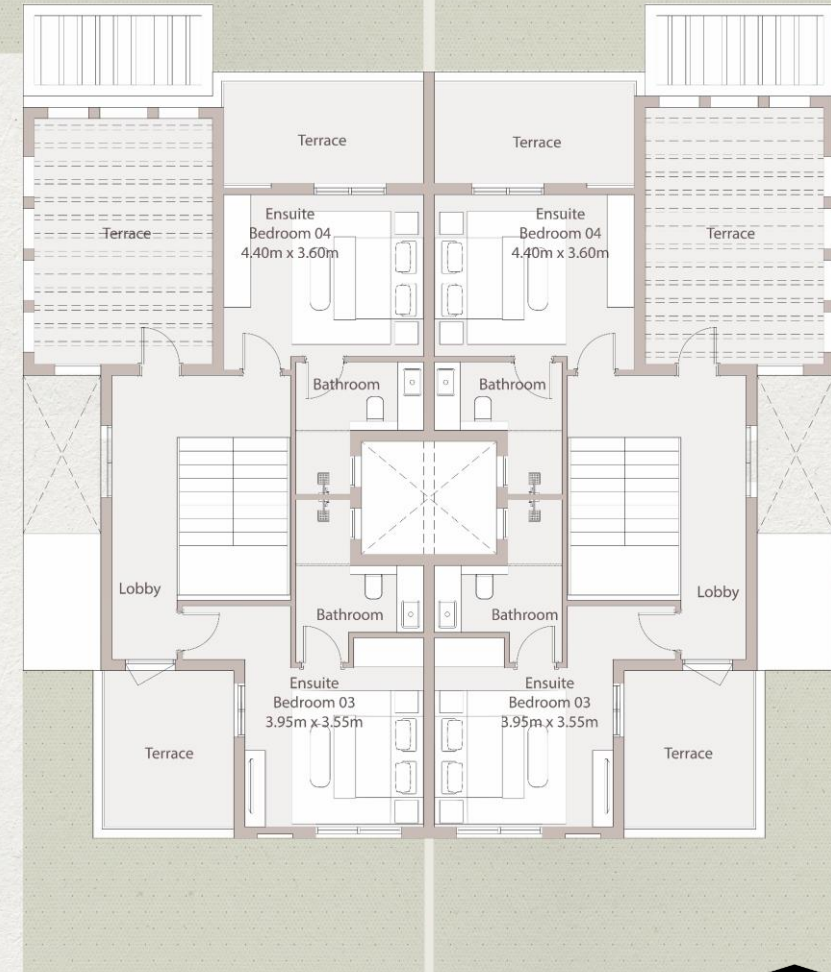 Terrace
Terrace
Terrace
Terrace
Ensuite
Bedroom 04
4.40m x 3.60m
Ensuite
Bedroom 04
4.40m x 3.60m
Bathroom
Bathroom
Lobby
Lobby
Bathroom
Bathroom
Ensuite
Bedroom 03
3.95m x 3.55m
Ensuite
Bedroom 03
3.95m x 3.55m
Terrace
Terrace